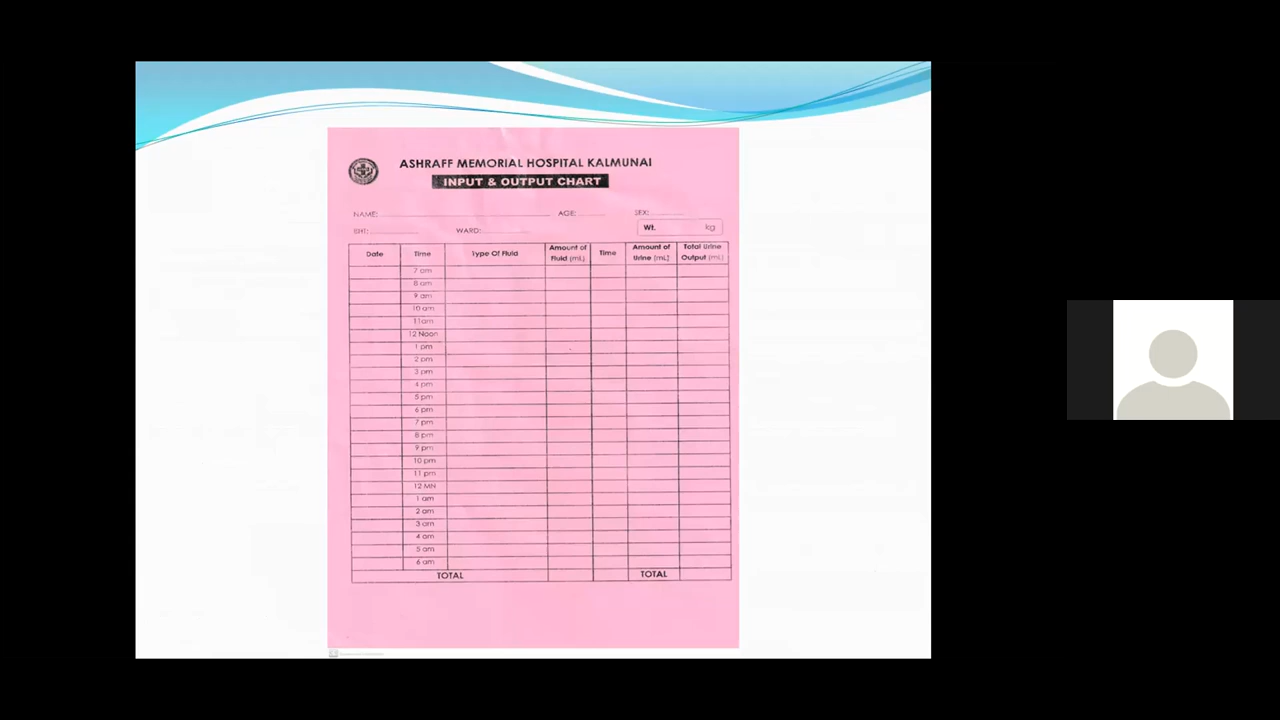 ASHRAFF MEMORIAL HOSPITAL KALMUNAI
INPUT & OUTPUT CHART
NAME: AGE: SEX:
BHT: WARD: Wt. kg
Date Time Type Of Fluid Amount of Fluid (mL) Time Amount of Urine (mL) Total Urine Output (mL)
7 am
8 am
9 am
10 am
11am
12 Noon
1 pm
2 pm
3 pm
4 pm
5 pm
6 pm
7 pm
8 pm
9 pm
10 pm
11 pm
12 MN
1 am
2 am
3 am
4 am
5 am
6 am
TOTAL TOTAL